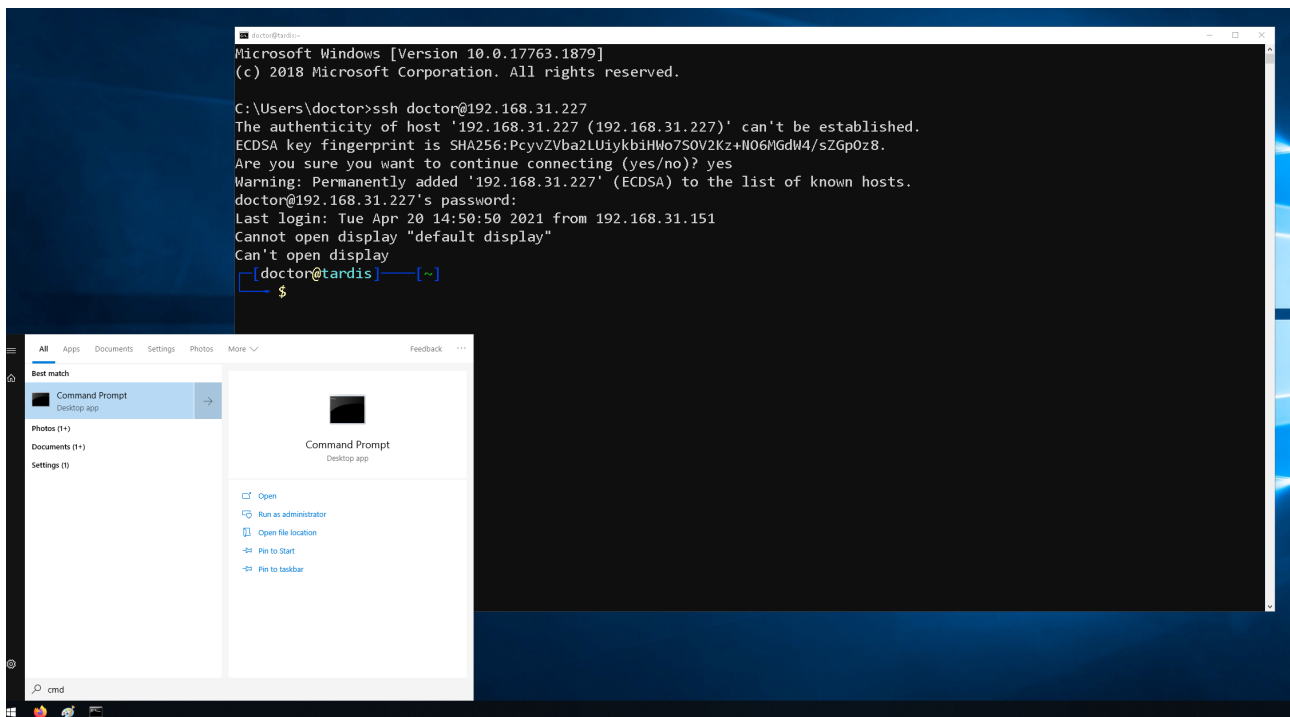 doctor@tardis:~
Microsoft Windows [Version 10.0.17763.1879]
(c) 2018 Microsoft Corporation. All rights reserved.
C:\Users\doctor>ssh doctor@192.168.31.227
The authenticity of host '192.168.31.227 (192.168.31.227)' can't be established.
ECDSA key fingerprint is SHA256:PcyvZVba2LUiykbiHWo7SOV2Kz+NO6MGdW4/sZGpOz8.
Are you sure you want to continue connecting (yes/no)? yes
Warning: Permanently added '192.168.31.227' (ECDSA) to the list of known hosts.
doctor@192.168.31.227's password:
Last login: Tue Apr 20 14:50:50 2021 from 192.168.31.151
Cannot open display "default display"
Can't open display
[doctor@tardis]——[~]
$
All Apps Documents Settings Photos More Feedback ...
Best match
Command Prompt
Desktop app
Photos (1+)
Documents (1+)
Settings (1)
Command Prompt
Desktop app
Open
Run as administrator
Open file location
Pin to Start
Pin to taskbar
cmd